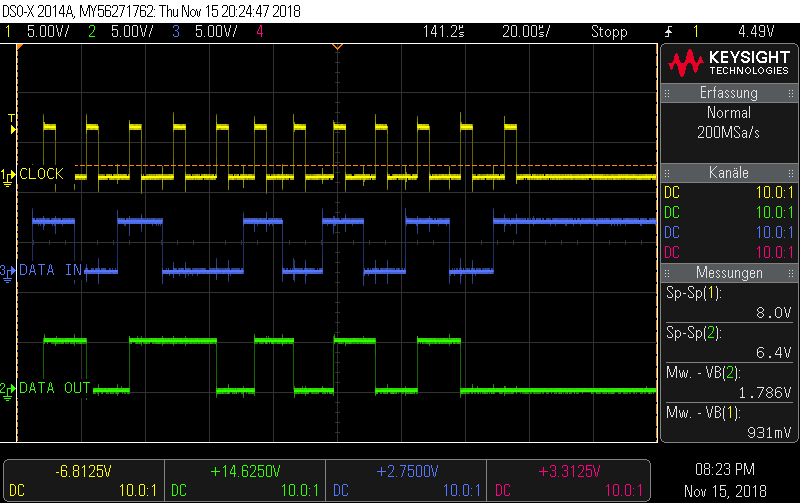 DSO-X 2014A, MY56271762: Thu Nov 15 20:24:47 2018
1 5.00V/ 2 5.00V/ 3 5.00V/ 4 141.2s 20.00s/ Stopp 1 4.49V
KEYSIGHT
TECHNOLOGIES
Erfassung
Normal
200MSa/s
Kanäle
DC 10.0:1
DC 10.0:1
DC 10.0:1
DC 10.0:1
Messungen
Sp-Sp(1):
8.0V
Sp-Sp(2):
6.4V
Mw. - VB(2):
1.786V
Mw. - VB(1):
931mV
T
1 CLOCK
3 DATA IN
2 DATA OUT
-6.8125V +14.6250V +2.7500V +3.3125V
DC 10.0:1 DC 10.0:1 DC 10.0:1 DC 10.0:1
08:23 PM
Nov 15, 2018